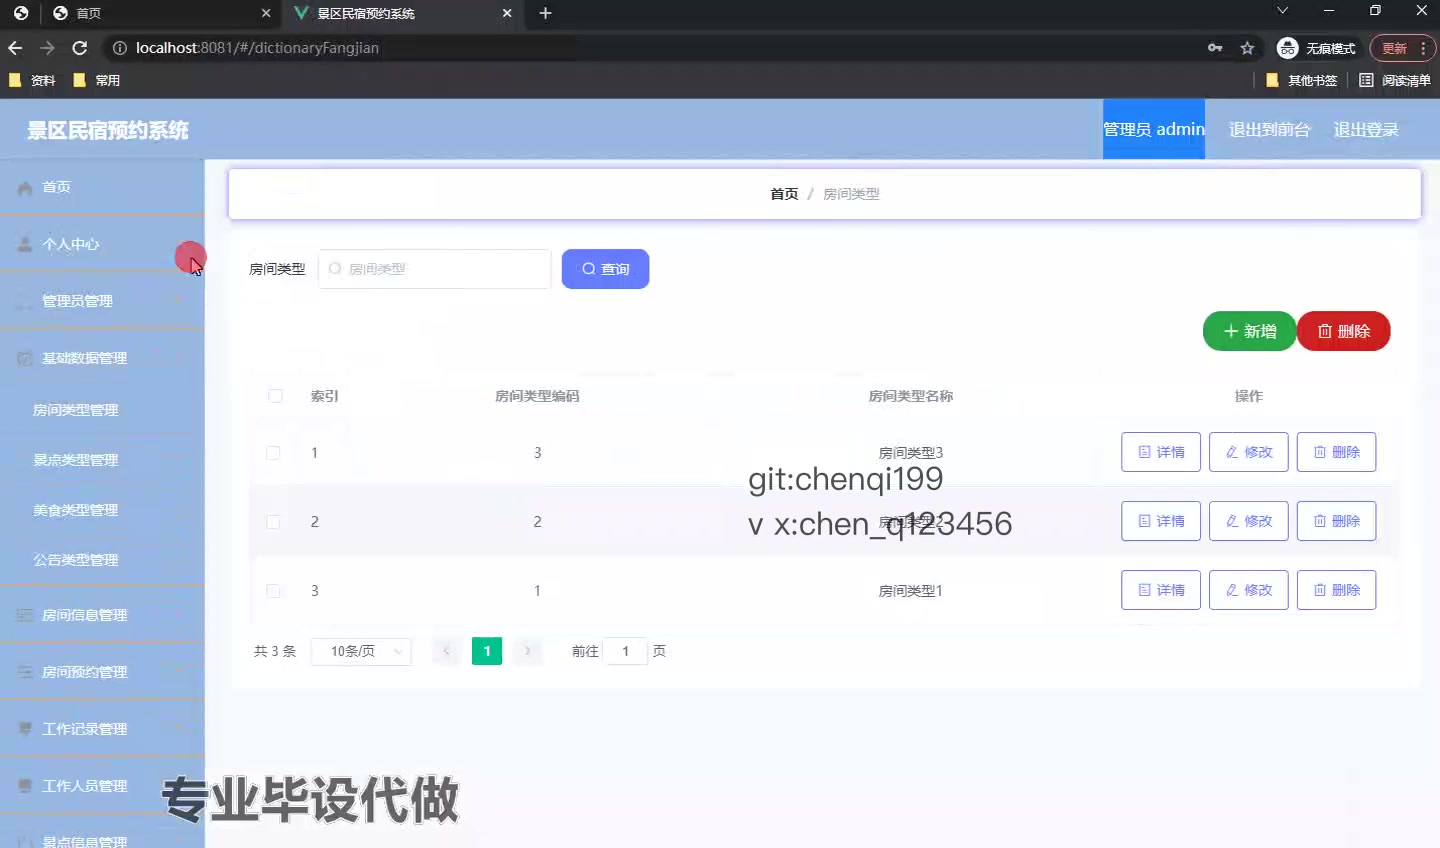 首页
景区民宿预约系统
localhost:8081/#/dictionaryFangjian
无痕模式
更新
资料
常用
其他书签
阅读清单
景区民宿预约系统
管理员 admin
退出到前台
退出登录
首页
个人中心
管理员管理
基础数据管理
房间类型管理
景点类型管理
美食类型管理
公告类型管理
房间信息管理
房间预约管理
工作记录管理
工作人员管理
景点信息管理
首页 / 房间类型
房间类型
房间类型
查询
新增
删除
索引 房间类型编码 房间类型名称 操作
1 3 房间类型3 详情 修改 删除
2 2 房间类型2 详情 修改 删除
3 1 房间类型1 详情 修改 删除
git:chenqi199
v x:chen_q123456
共 3 条 10条/页 1 前往 1 页
专业毕设代做